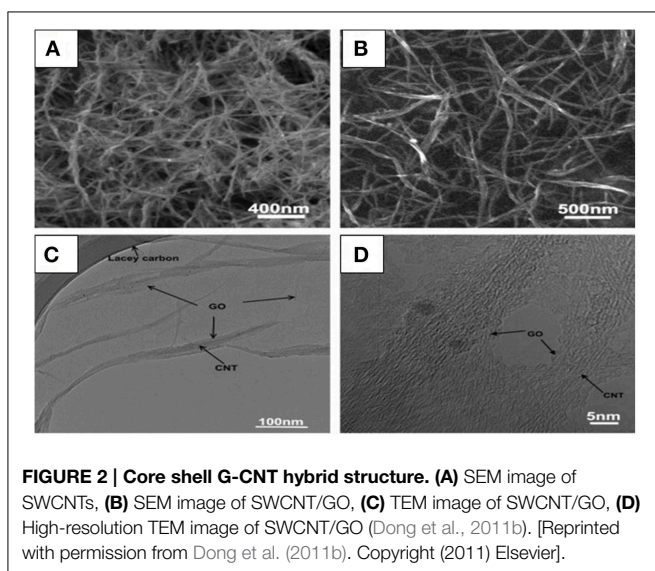 A
B
400nm
500nm
C
D
Lacey carbon
GO
GO
CNT
CNT
100nm
5nm
FIGURE 2 | Core shell G-CNT hybrid structure. (A) SEM image of
SWCNTs, (B) SEM image of SWCNT/GO, (C) TEM image of SWCNT/GO, (D)
High-resolution TEM image of SWCNT/GO (Dong et al., 2011b). [Reprinted
with permission from Dong et al. (2011b). Copyright (2011) Elsevier].